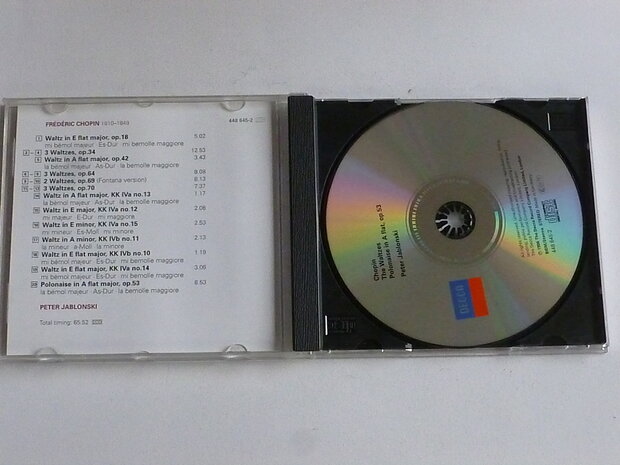 FRÉDÉRIC CHOPIN 1810–1849
448 645-2
1 Waltz in E flat major, op.18 5.02
mi bémol majeur · Es-Dur · mi bemolle maggiore
2 – 4 3 Waltzes, op.34 12.53
5 Waltz in A flat major, op.42 3.43
la bémol majeur · As-Dur · la bemolle maggiore
6 – 8 3 Waltzes, op.64 8.08
9 – 10 2 Waltzes, op.69 (Fontana version) 8.13
11 – 13 3 Waltzes, op.70 7.37
14 Waltz in A flat major, KK IVa no.13 1.17
la bémol majeur · As-Dur · la bemolle maggiore
15 Waltz in E major, KK IVa no.12 2.08
mi majeur · E-Dur · mi maggiore
16 Waltz in E minor, KK IVa no.15 2.53
mi mineur · Es-Moll · mi minore
17 Waltz in A minor, KK IVb no.11 2.13
la mineur · a-Moll · la minore
18 Waltz in E flat major, KK IVb no.10 1.19
mi bémol majeur · Es-Dur · mi bemolle maggiore
19 Waltz in E flat major, KK IVa no.14 3.06
mi bémol majeur · Es-Dur · mi bemolle maggiore
20 Polonaise in A flat major, op.53 6.53
la bémol majeur · As-Dur · la bemolle maggiore
PETER JABLONSKI
Total timing: 65.52 DDD
Chopin
The Waltzes
Polonaise in A flat, op.53
Peter Jablonski
DECCA
448 645-2